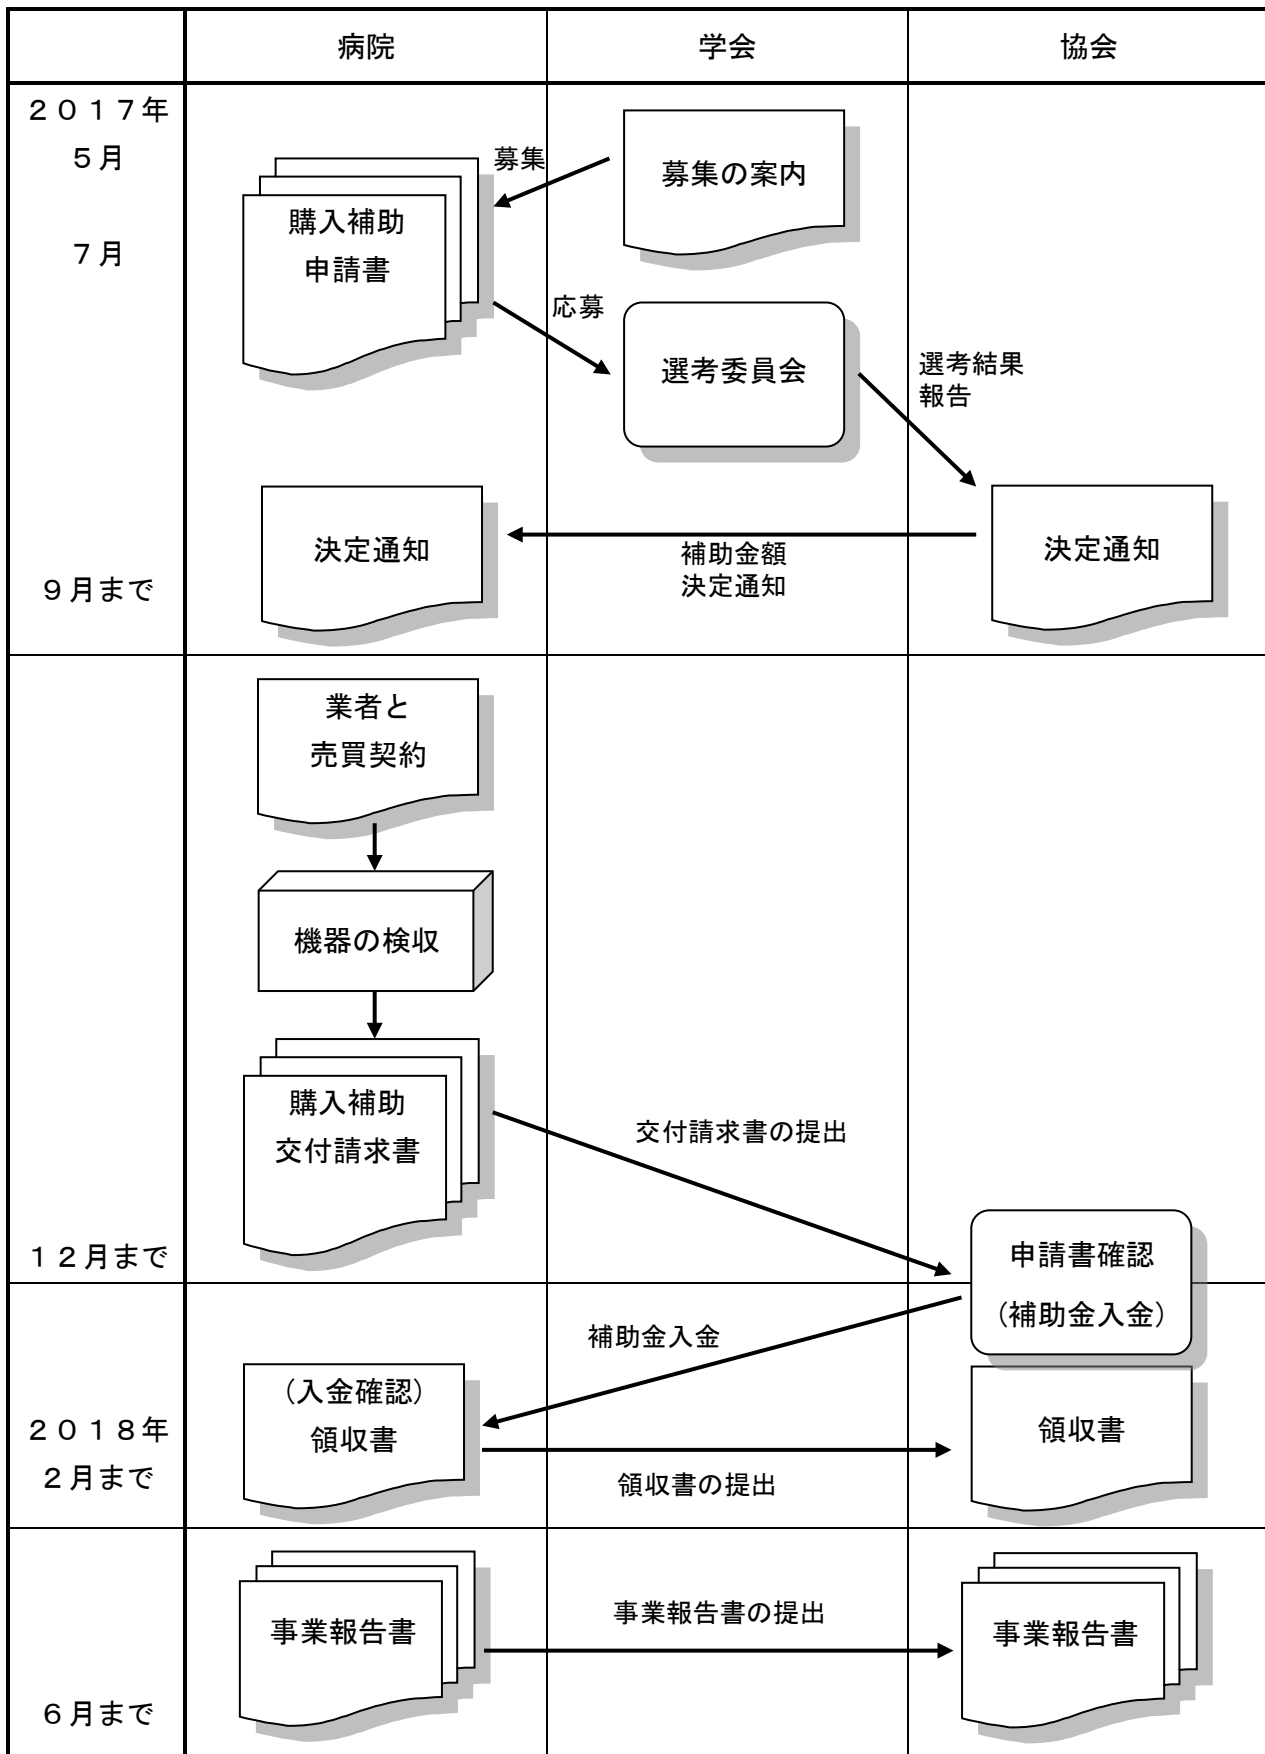 病院
学会
協会
２０１７年
５月
７月
募集
募集の案内
購入補助
申請書
応募
選考委員会
選考結果
報告
９月まで
決定通知
補助金額
決定通知
決定通知
業者と
売買契約
機器の検収
購入補助
交付請求書
交付請求書の提出
１２月まで
申請書確認
（補助金入金）
補助金入金
２０１８年
２月まで
（入金確認）
領収書
領収書の提出
領収書
６月まで
事業報告書
事業報告書の提出
事業報告書